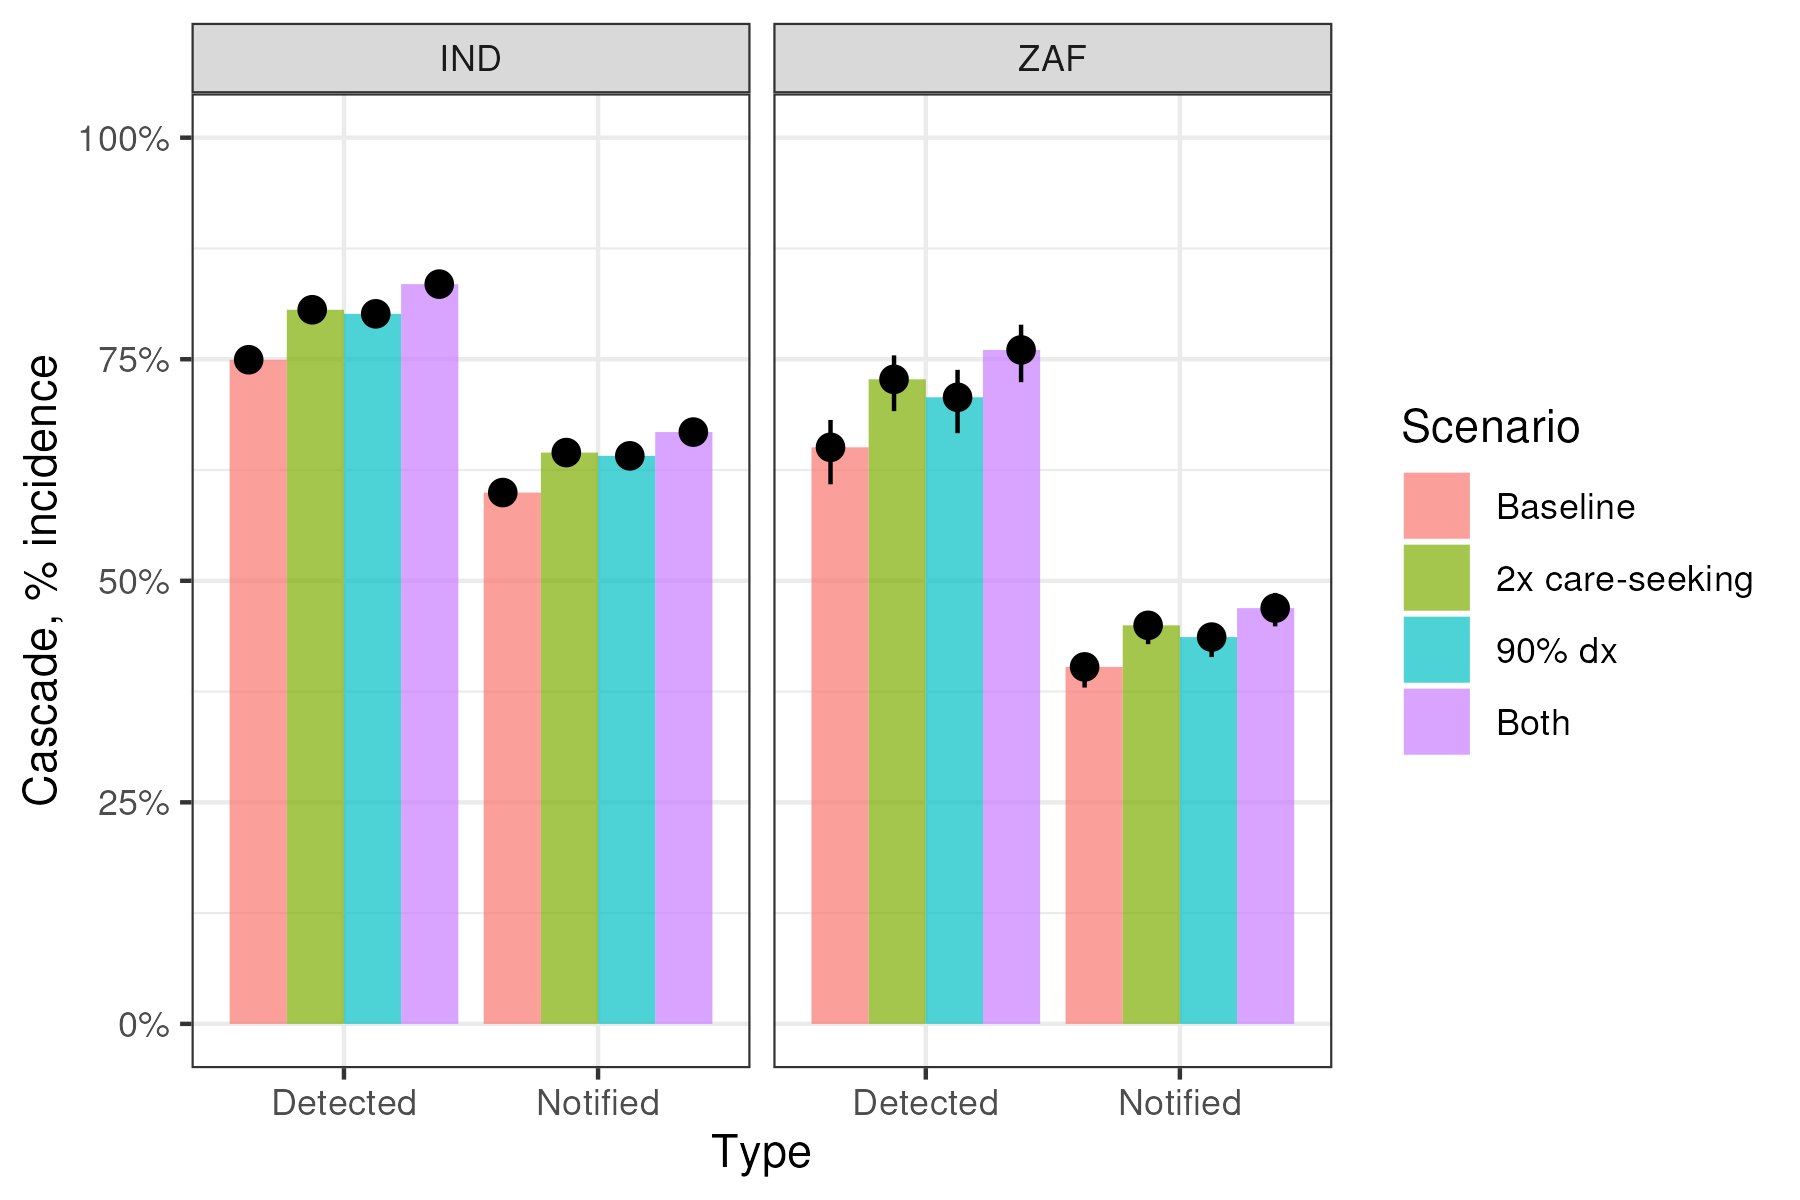 IND
ZAF
Cascade, % incidence
100%
75%
50%
25%
0%
Detected
Notified
Detected
Notified
Type
Scenario
Baseline
2x care-seeking
90% dx
Both